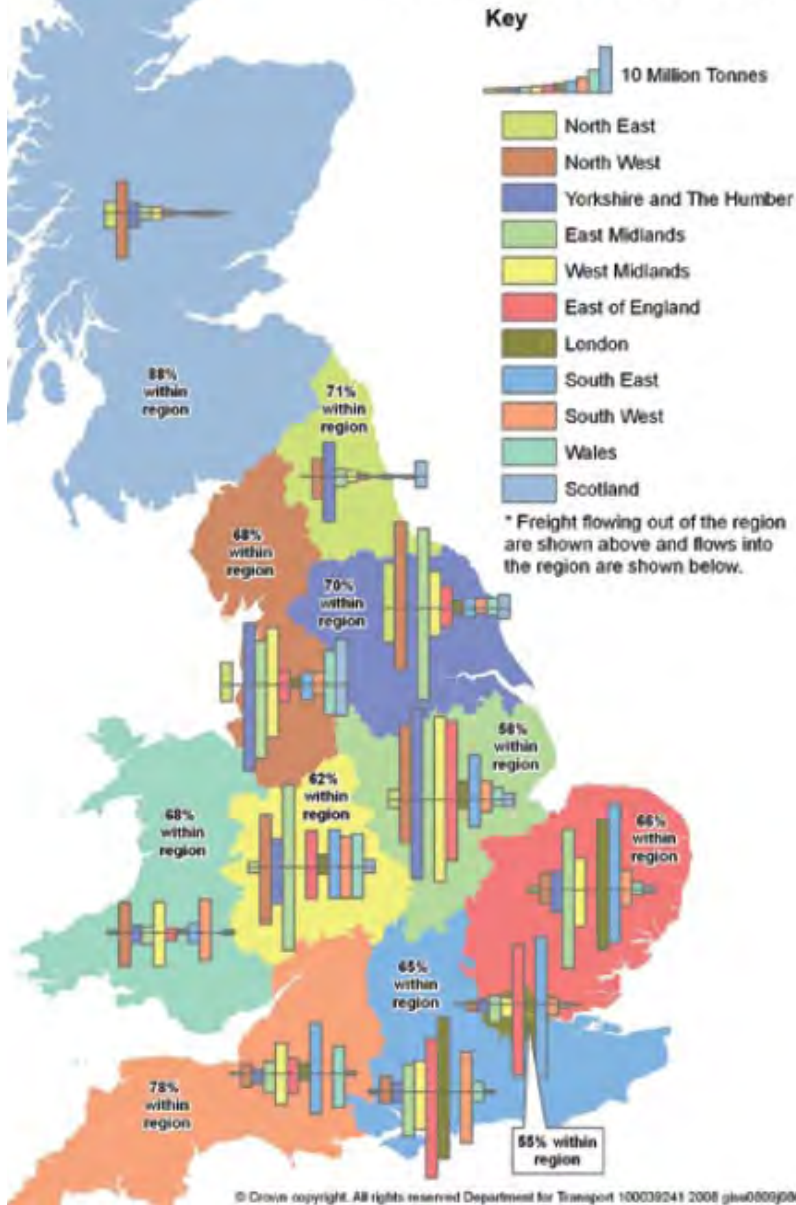 Key
10 Million Tonnes
North East
North West
Yorkshire and The Humber
East Midlands
West Midlands
East of England
London
South East
South West
Wales
Scotland
* Freight flowing out of the region
are shown above and flows into
the region are shown below.
88%
within
region
71%
within
region
68%
within
region
70%
within
region
58%
within
region
62%
within
region
68%
within
region
66%
within
region
65%
within
region
78%
within
region
55% within
region
© Crown copyright. All rights reserved Department for Transport 100039241 2008